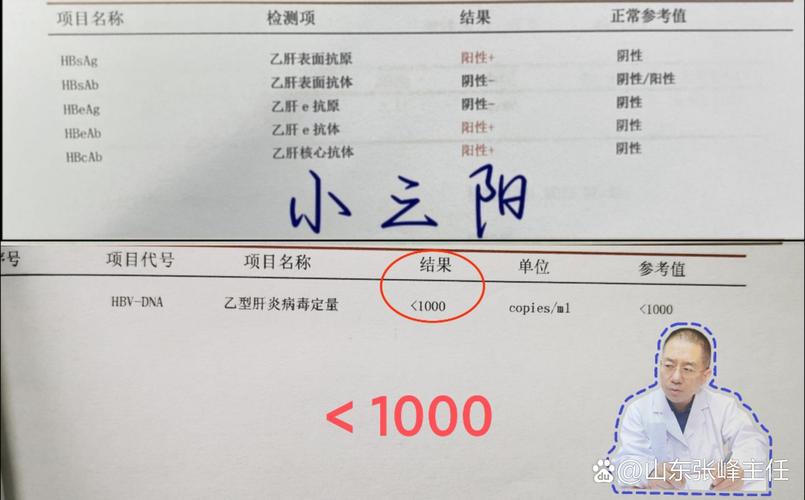 项目名称 检测项 结果 正常参考值
HBsAg 乙肝表面抗原 阳性+ 阴性
HBsAb 乙肝表面抗体 阴性- 阴性/阳性
HBeAg 乙肝e抗原 阴性- 阴性
HBeAb 乙肝e抗体 阳性+ 阴性
HBcAb 乙肝核心抗体 阳性+ 阴性
小三阳
序号 项目代号 项目名称 结果 单位 参考值
HBV-DNA 乙型肝炎病毒定量 <1000 copies/ml <1000
< 1000
@山东张峰主任